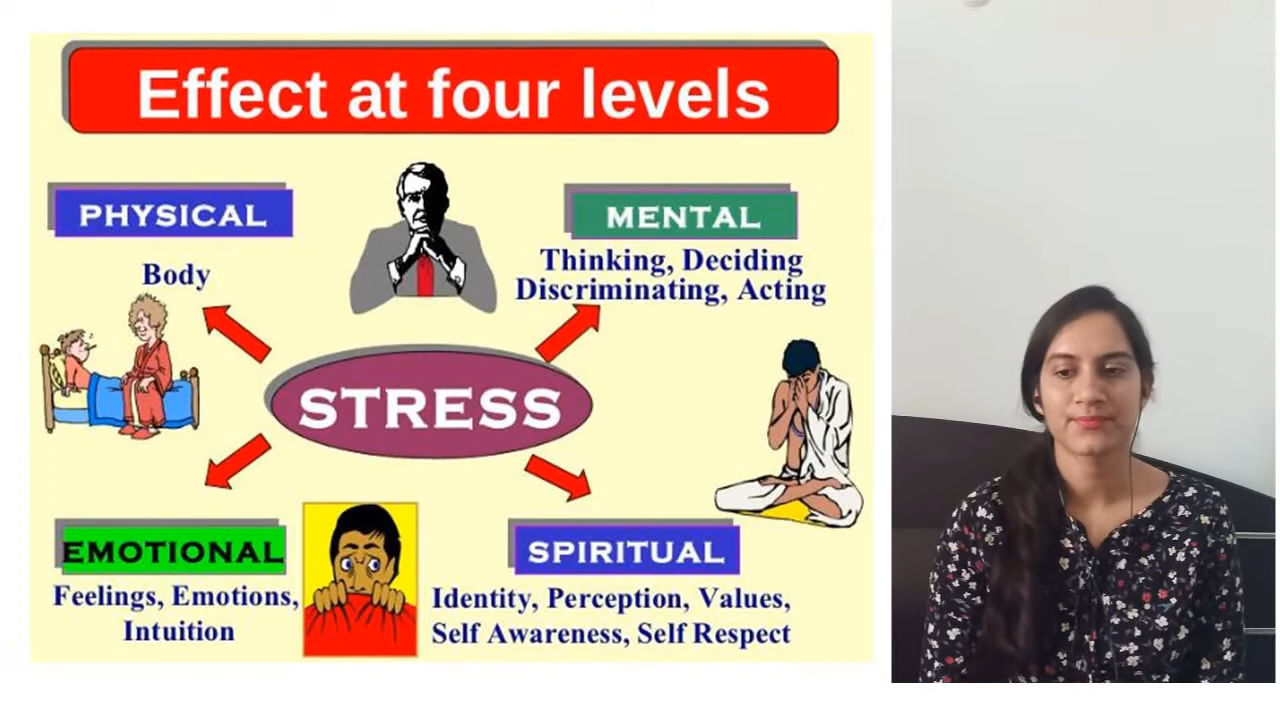 Effect at four levels
PHYSICAL
Body
MENTAL
Thinking, Deciding
Discriminating, Acting
STRESS
EMOTIONAL
Feelings, Emotions,
Intuition
SPIRITUAL
Identity, Perception, Values,
Self Awareness, Self Respect